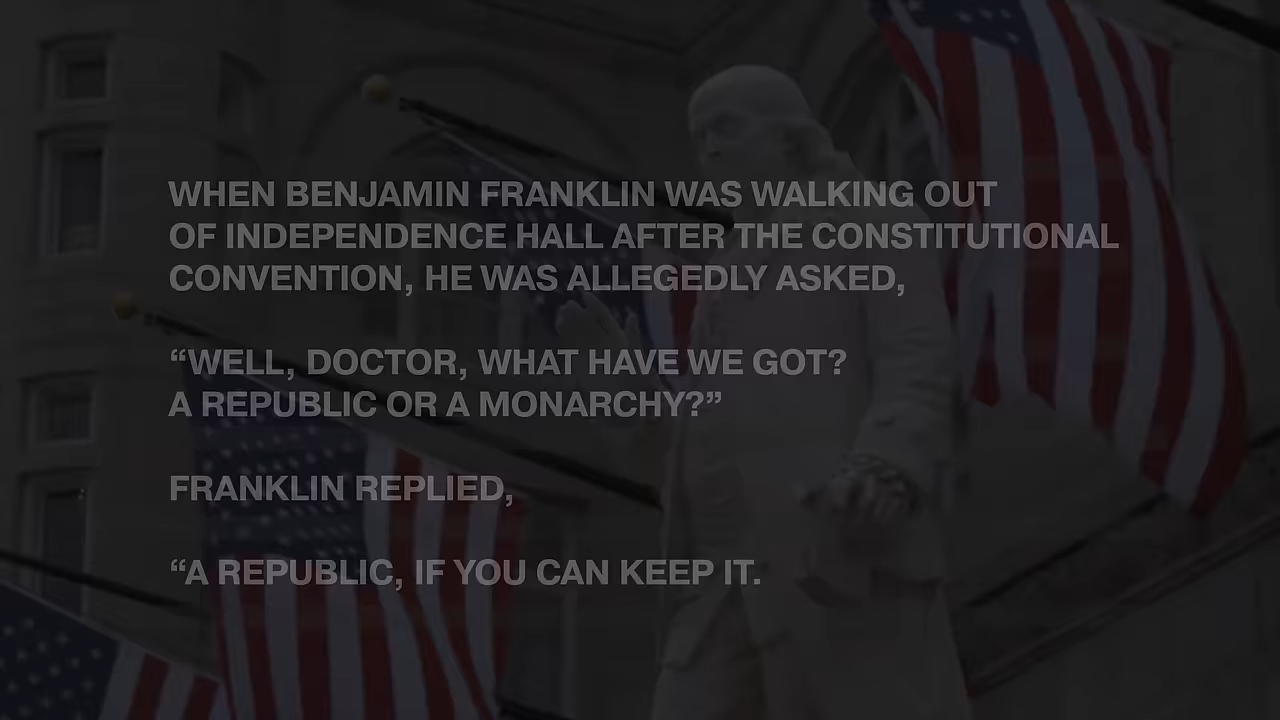 WHEN BENJAMIN FRANKLIN WAS WALKING OUT
OF INDEPENDENCE HALL AFTER THE CONSTITUTIONAL
CONVENTION, HE WAS ALLEGEDLY ASKED,
“WELL, DOCTOR, WHAT HAVE WE GOT?
A REPUBLIC OR A MONARCHY?”
FRANKLIN REPLIED,
“A REPUBLIC, IF YOU CAN KEEP IT.